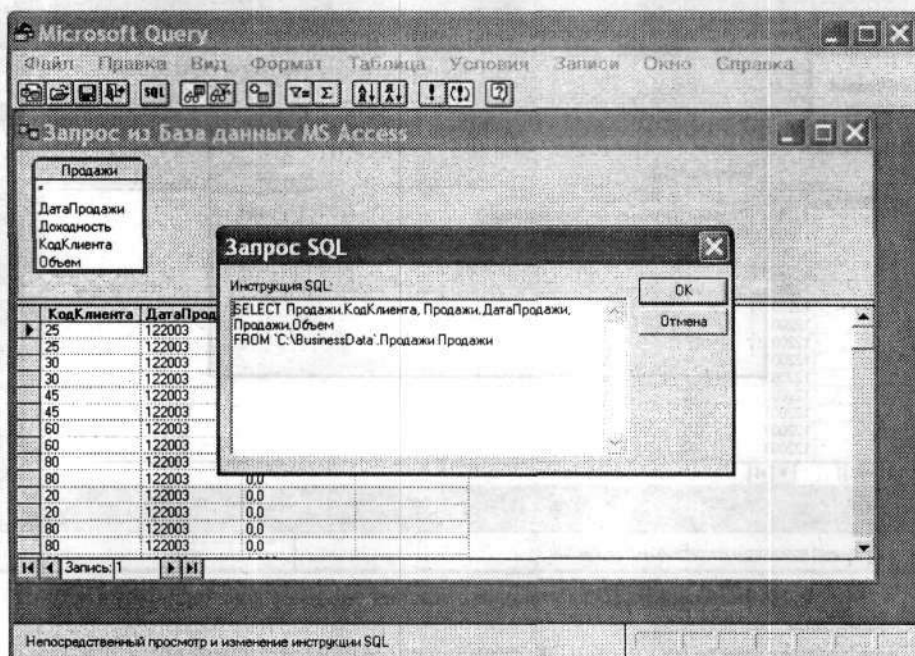 Microsoft Query
Файл Правка Вид Формат Таблица Условия Записи Окно Справка
SQL
Запрос из База данных MS Access
Продажи
*
ДатаПродажи
Доходность
КодКлиента
Объем
Запрос SQL
Инструкция SQL:
SELECT Продажи.КодКлиента, Продажи.ДатаПродажи,
Продажи.Объем
FROM `C:\BusinessData`.Продажи Продажи
OK
Отмена
КодКлиента ДатаПрод
25 122003
25 122003
30 122003
30 122003
45 122003
45 122003
60 122003
60 122003
80 122003
80 122003 0,0
20 122003 0,0
20 122003 0,0
80 122003 0,0
80 122003 0,0
Запись: 1
Непосредственный просмотр и изменение инструкции SQL